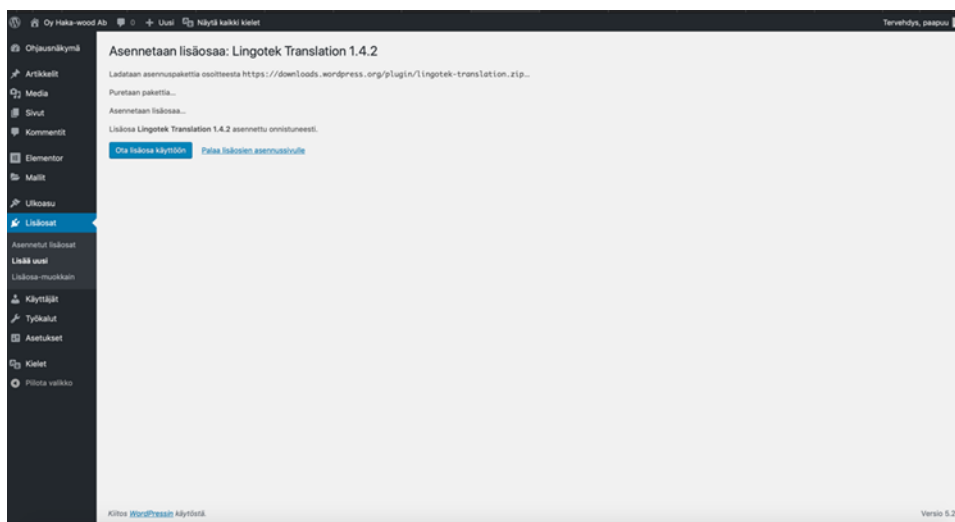 Oy Haka-wood Ab 0 + Uusi Näytä kaikki kielet Tervehdys, paapuu
Ohjausnäkymä
Artikkelit
Media
Sivut
Kommentit
Elementor
Mallit
Ulkoasu
Lisäosat
Asennetut lisäosat
Lisää uusi
Lisäosa-muokkain
Käyttäjät
Työkalut
Asetukset
Kielet
Piilota valikko
Asennetaan lisäosaa: Lingotek Translation 1.4.2
Ladataan asennuspakettia osoitteesta https://downloads.wordpress.org/plugin/lingotek-translation.zip…
Puretaan pakettia…
Asennetaan lisäosaa…
Lisäosa Lingotek Translation 1.4.2 asennettu onnistuneesti.
Ota lisäosa käyttöön Palaa lisäosien asennussivulle
Kiitos WordPressin käytöstä. Versio 5.2